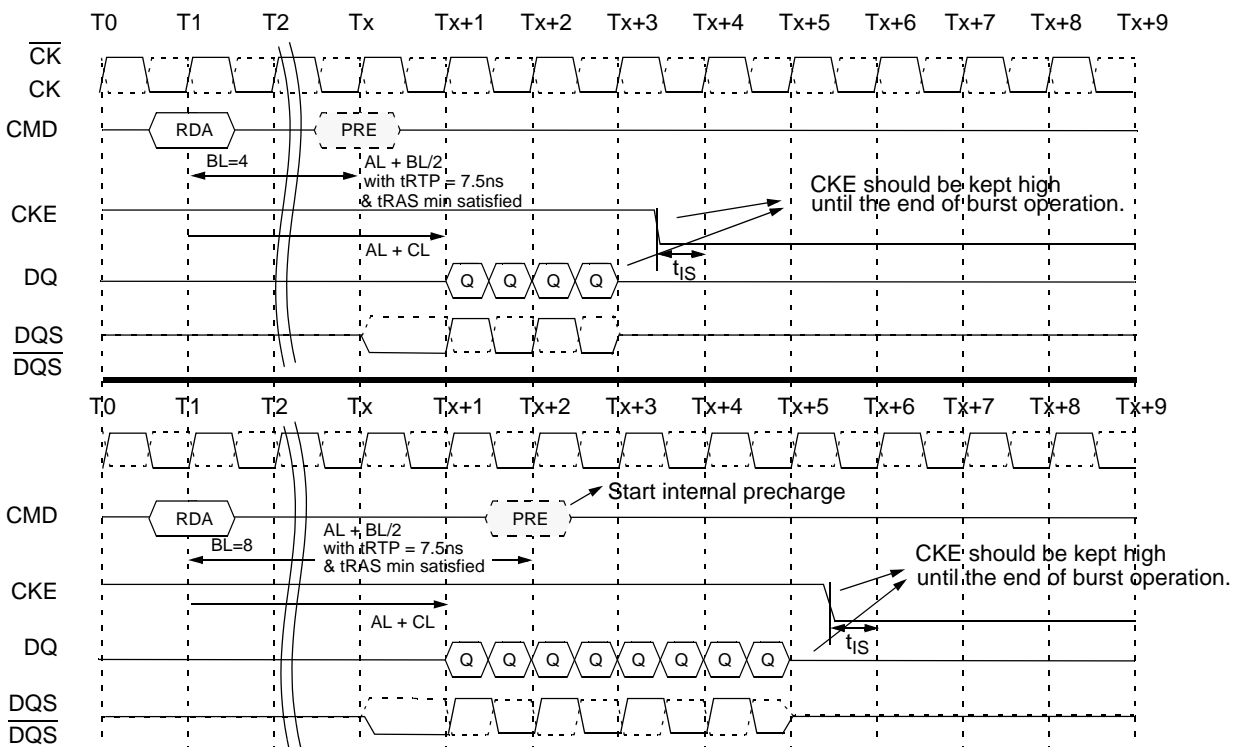 T0 T1 T2 Tx Tx+1 Tx+2 Tx+3 Tx+4 Tx+5 Tx+6 Tx+7 Tx+8 Tx+9
CK
CK
CMD RDA PRE
BL=4 AL + BL/2
with tRTP = 7.5ns
& tRAS min satisfied
CKE should be kept high
until the end of burst operation.
CKE
AL + CL
tIS
DQ Q Q Q Q
DQS
DQS
T0 T1 T2 Tx Tx+1 Tx+2 Tx+3 Tx+4 Tx+5 Tx+6 Tx+7 Tx+8 Tx+9
Start internal precharge
CMD RDA PRE
BL=8 AL + BL/2
with tRTP = 7.5ns
& tRAS min satisfied
CKE should be kept high
until the end of burst operation.
CKE
AL + CL
tIS
DQ Q Q Q Q Q Q Q Q
DQS
DQS